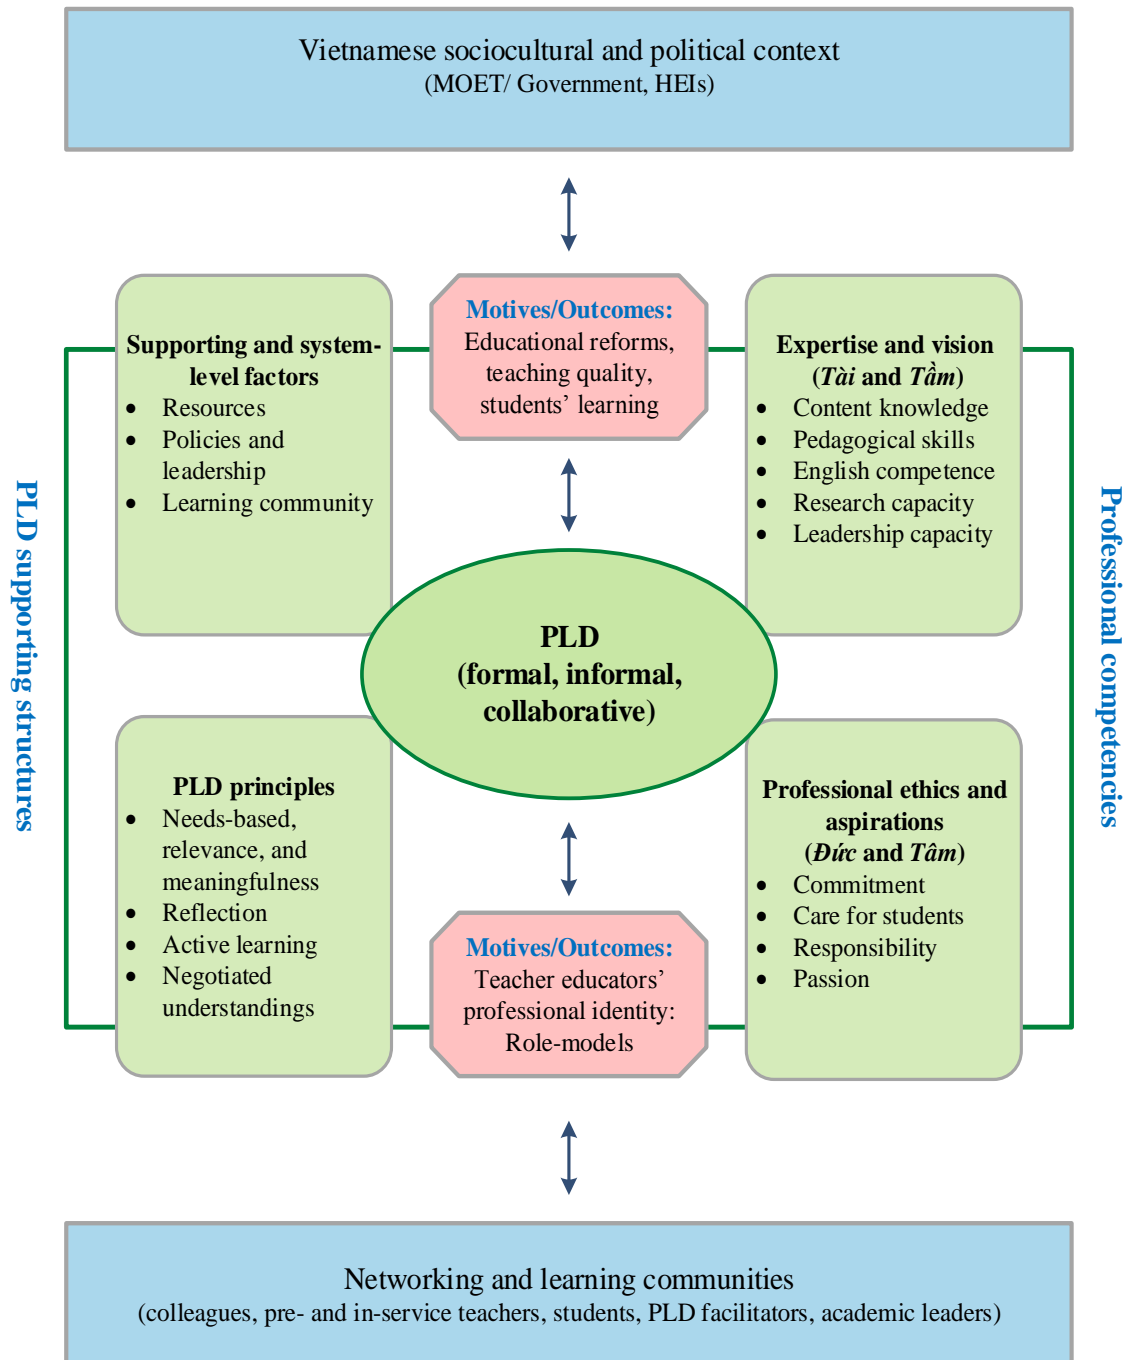 Vietnamese sociocultural and political context
(MOET/ Government, HEIs)
Supporting and system-
level factors
• Resources
• Policies and
leadership
• Learning community
Motives/Outcomes:
Educational reforms,
teaching quality,
students’ learning
Expertise and vision
(Tài and Tầm)
• Content knowledge
• Pedagogical skills
• English competence
• Research capacity
• Leadership capacity
PLD supporting structures
PLD
(formal, informal,
collaborative)
Professional competencies
PLD principles
• Needs-based,
relevance, and
meaningfulness
• Reflection
• Active learning
• Negotiated
understandings
Motives/Outcomes:
Teacher educators’
professional identity:
Role-models
Professional ethics and
aspirations
(Đức and Tâm)
• Commitment
• Care for students
• Responsibility
• Passion
Networking and learning communities
(colleagues, pre- and in-service teachers, students, PLD facilitators, academic leaders)